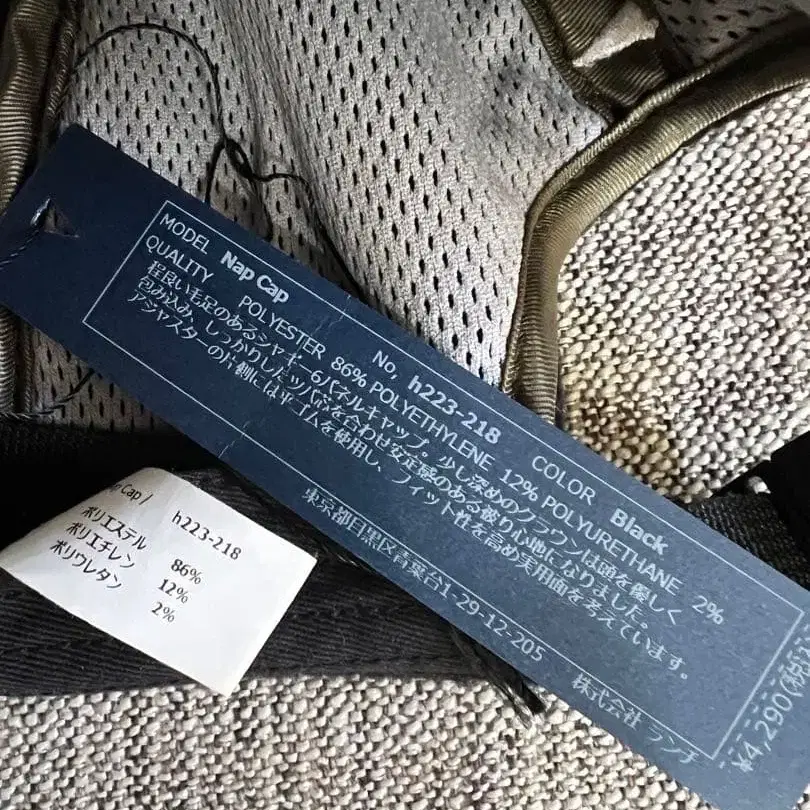 MODEL Nap Cap No, h223-218 COLOR Black
QUALITY POLYESTER 86% POLYETHYLENE 12% POLYURETHANE 2%
程良い毛足のあるシャギー6パネルキャップ。少し深めのクラウンは頭を優しく
包み込み、しっかりしたツバ芯を合わせ安定感のある被り心地になりました。
アジャスターの片側には平ゴムを使用し、フィット性を高め実用面を考えています。
東京都目黒区青葉台1-29-12-205 株式会社 ランチ
¥4,290(税
Nap Cap / h223-218
ポリエステル 86%
ポリエチレン 12%
ポリウレタン 2%